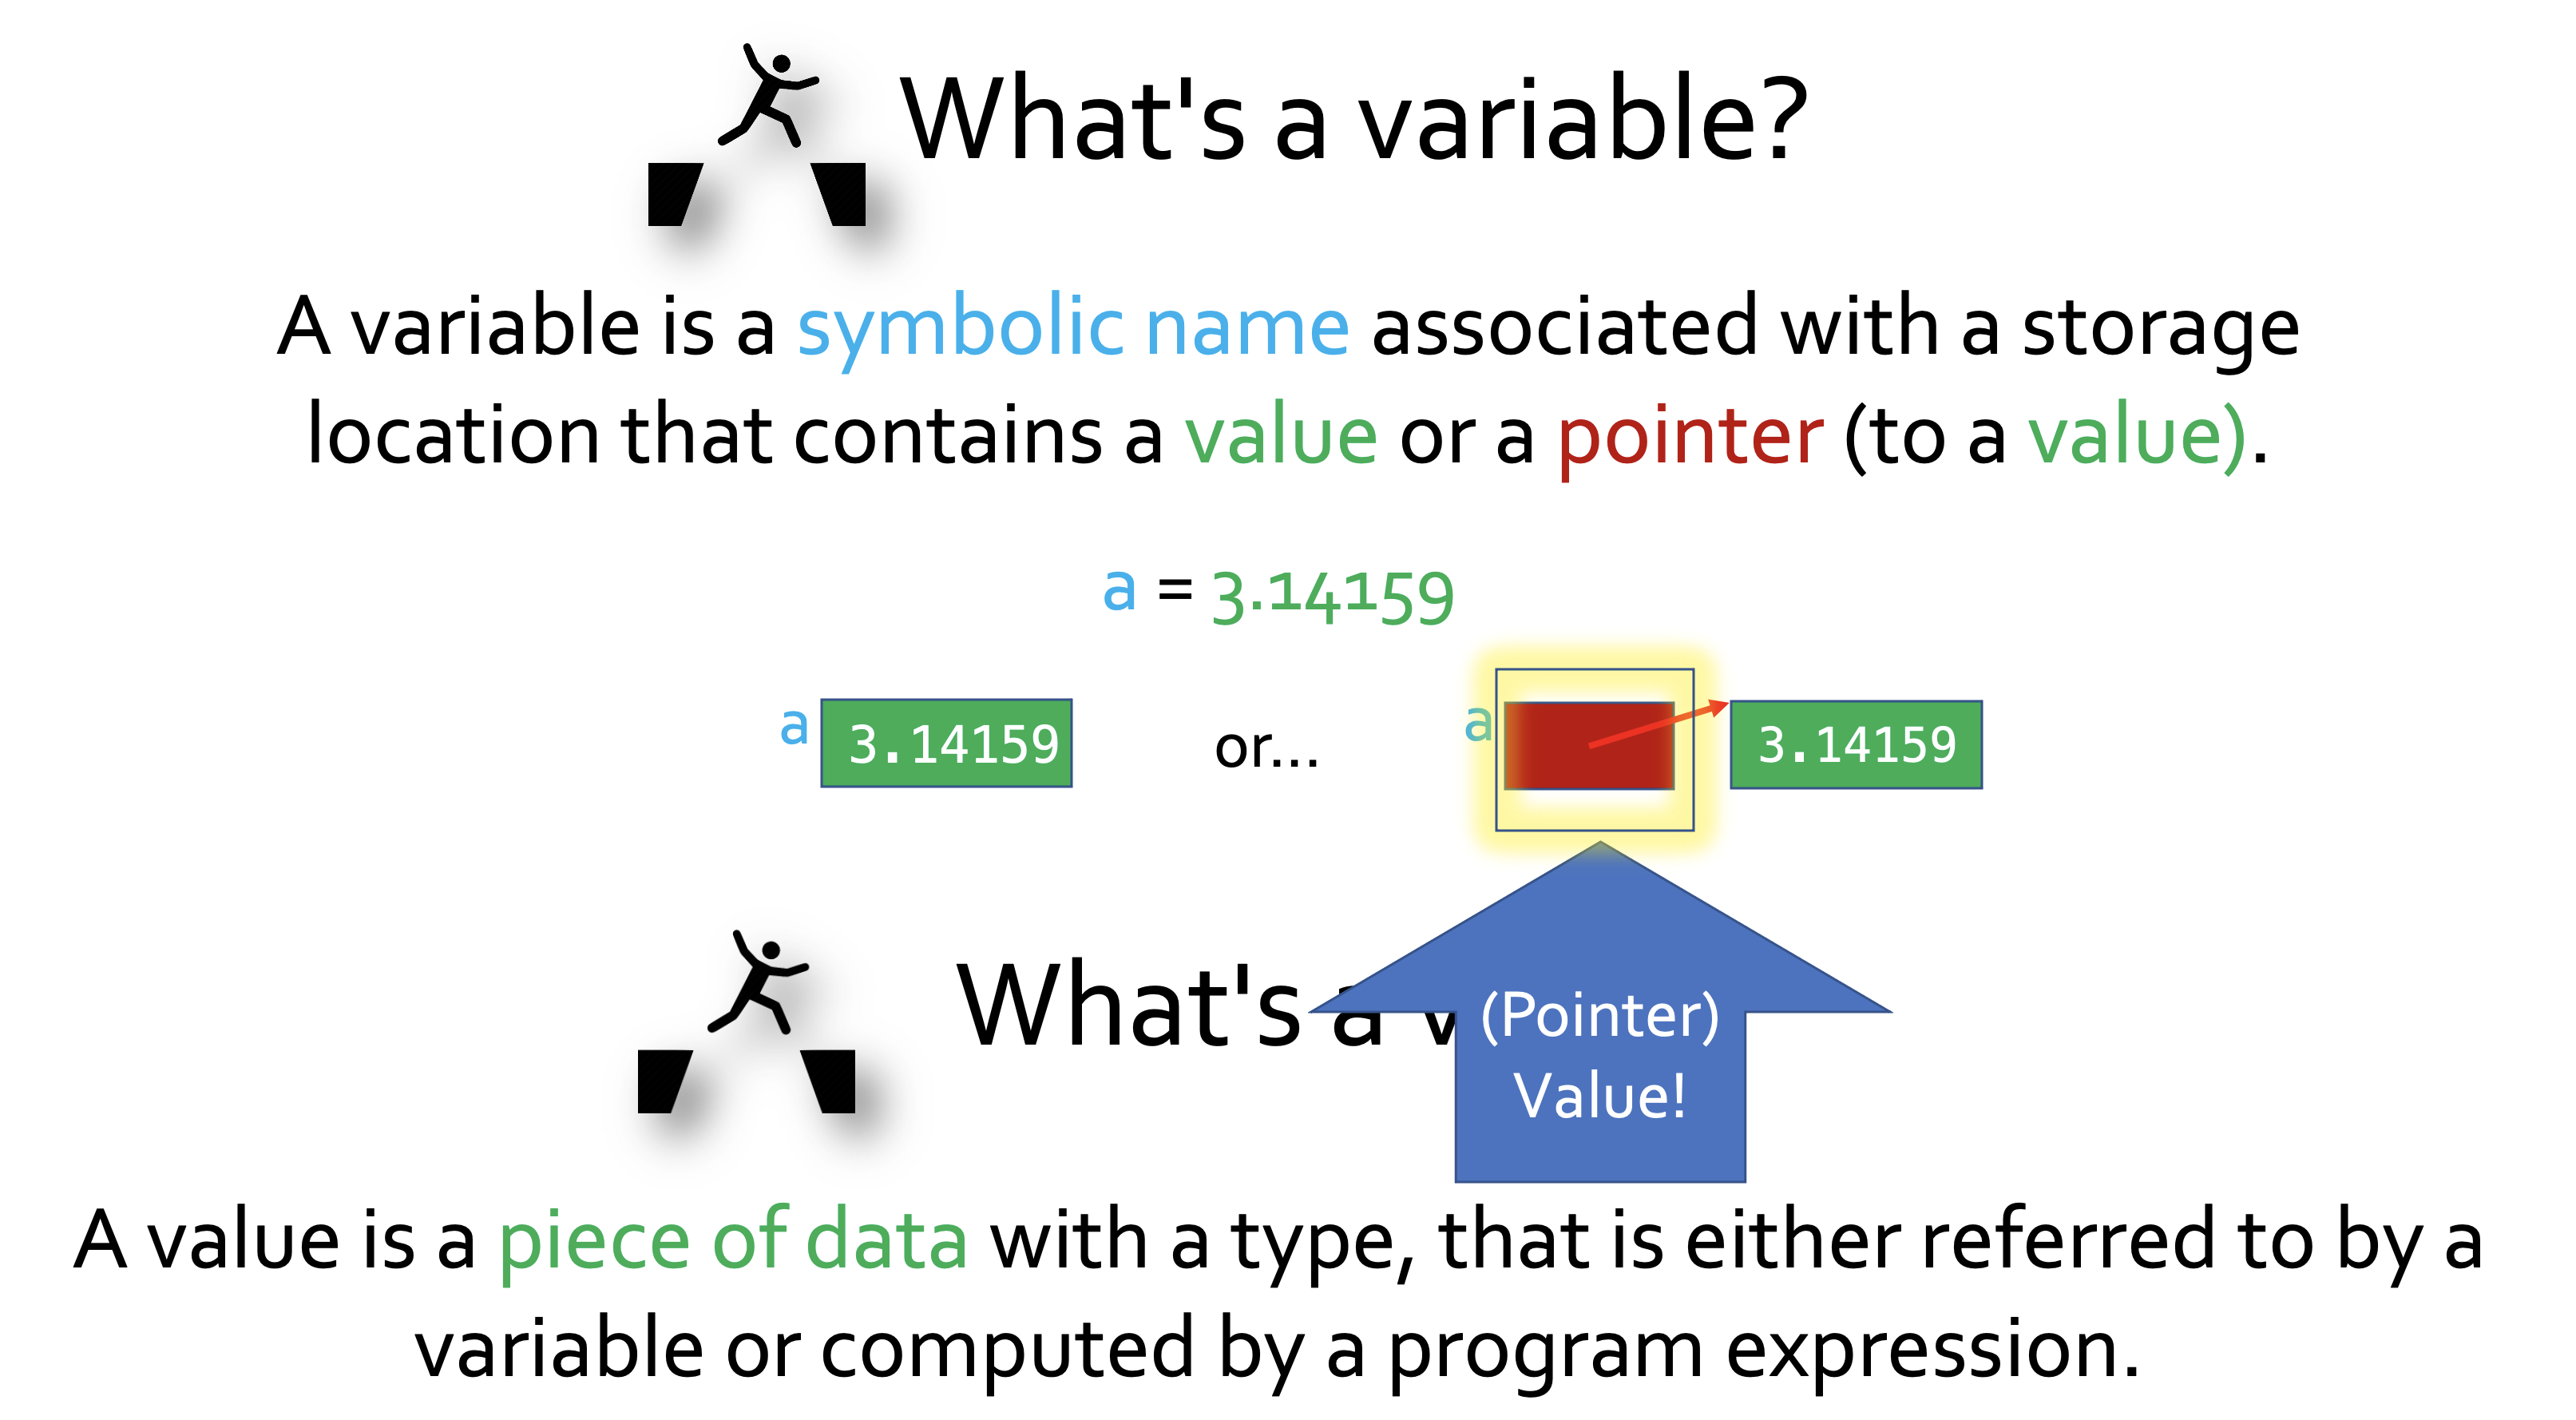 What's a variable?
A variable is a symbolic name associated with a storage
location that contains a value or a pointer (to a value).
a = 3.14159
a 3.14159 or... a 3.14159
What's a
(Pointer)
Value!
A value is a piece of data with a type, that is either referred to by a
variable or computed by a program expression.